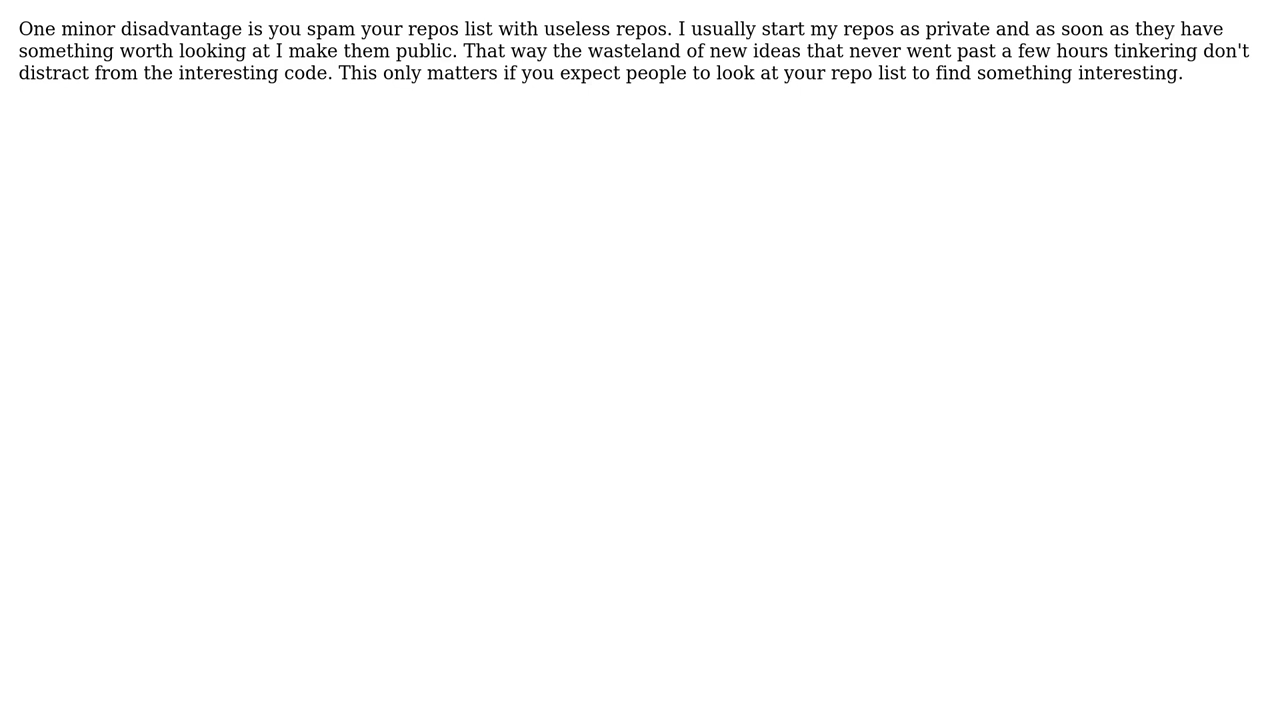 One minor disadvantage is you spam your repos list with useless repos. I usually start my repos as private and as soon as they have
something worth looking at I make them public. That way the wasteland of new ideas that never went past a few hours tinkering don't
distract from the interesting code. This only matters if you expect people to look at your repo list to find something interesting.